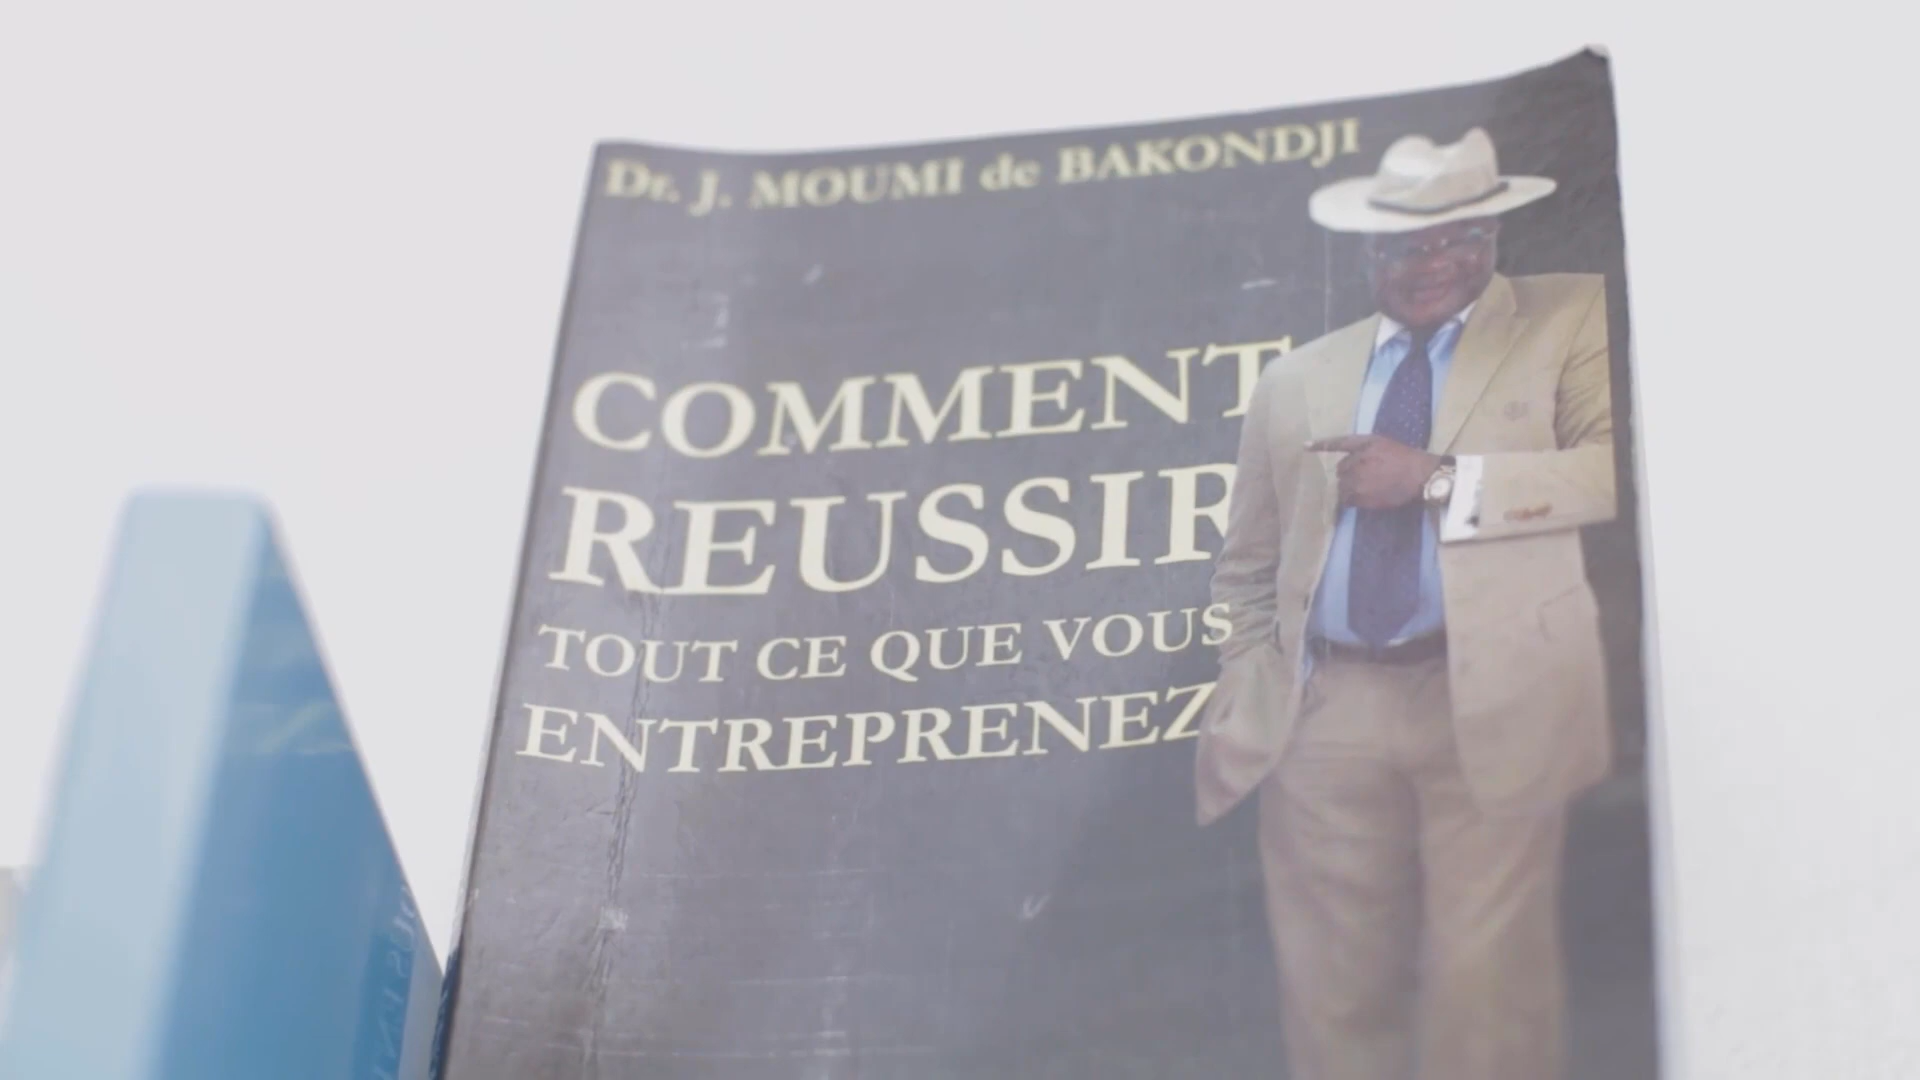 Dr. J. MOUMI de BAKONDJI
COMMENT
REUSSIR
TOUT CE QUE VOUS
ENTREPRENEZ